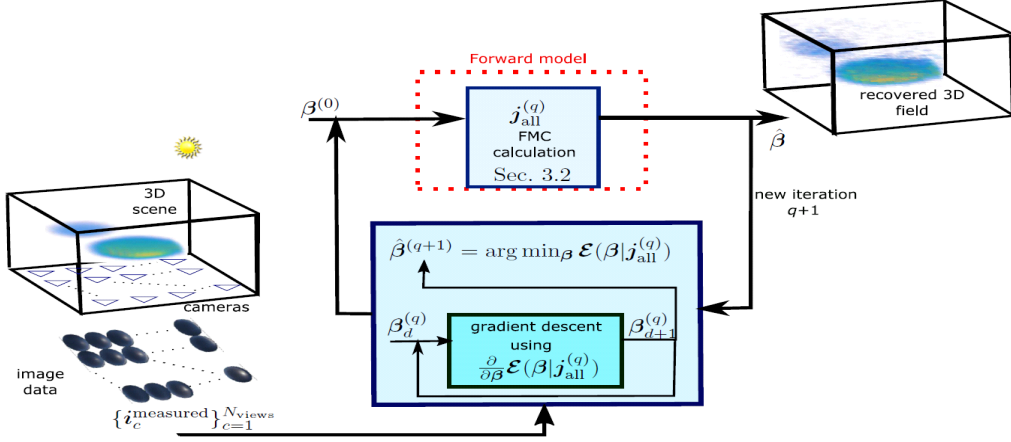 Forward model
β^(0)
j_all^(q)
FMC
calculation
Sec. 3.2
recovered 3D
field
β̂
new iteration
q+1
3D
scene
cameras
image
data
{i_c^measured}_{c=1}^{N_views}
β̂^(q+1) = arg min_β ℰ(β|j_all^(q))
β_d^(q)
gradient descent
using
∂/∂β ℰ(β|j_all^(q))
β_{d+1}^(q)